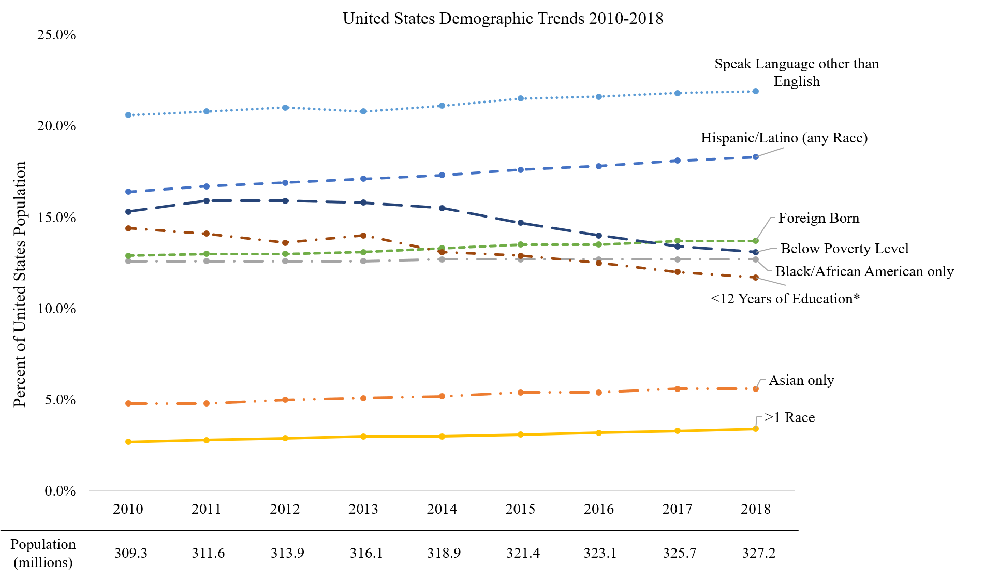 United States Demographic Trends 2010-2018
25.0%
20.0%
15.0%
10.0%
5.0%
0.0%
Percent of United States Population
Speak Language other than
English
Hispanic/Latino (any Race)
Foreign Born
Below Poverty Level
Black/African American only
<12 Years of Education*
Asian only
>1 Race
2010 2011 2012 2013 2014 2015 2016 2017 2018
Population
(millions)
309.3 311.6 313.9 316.1 318.9 321.4 323.1 325.7 327.2